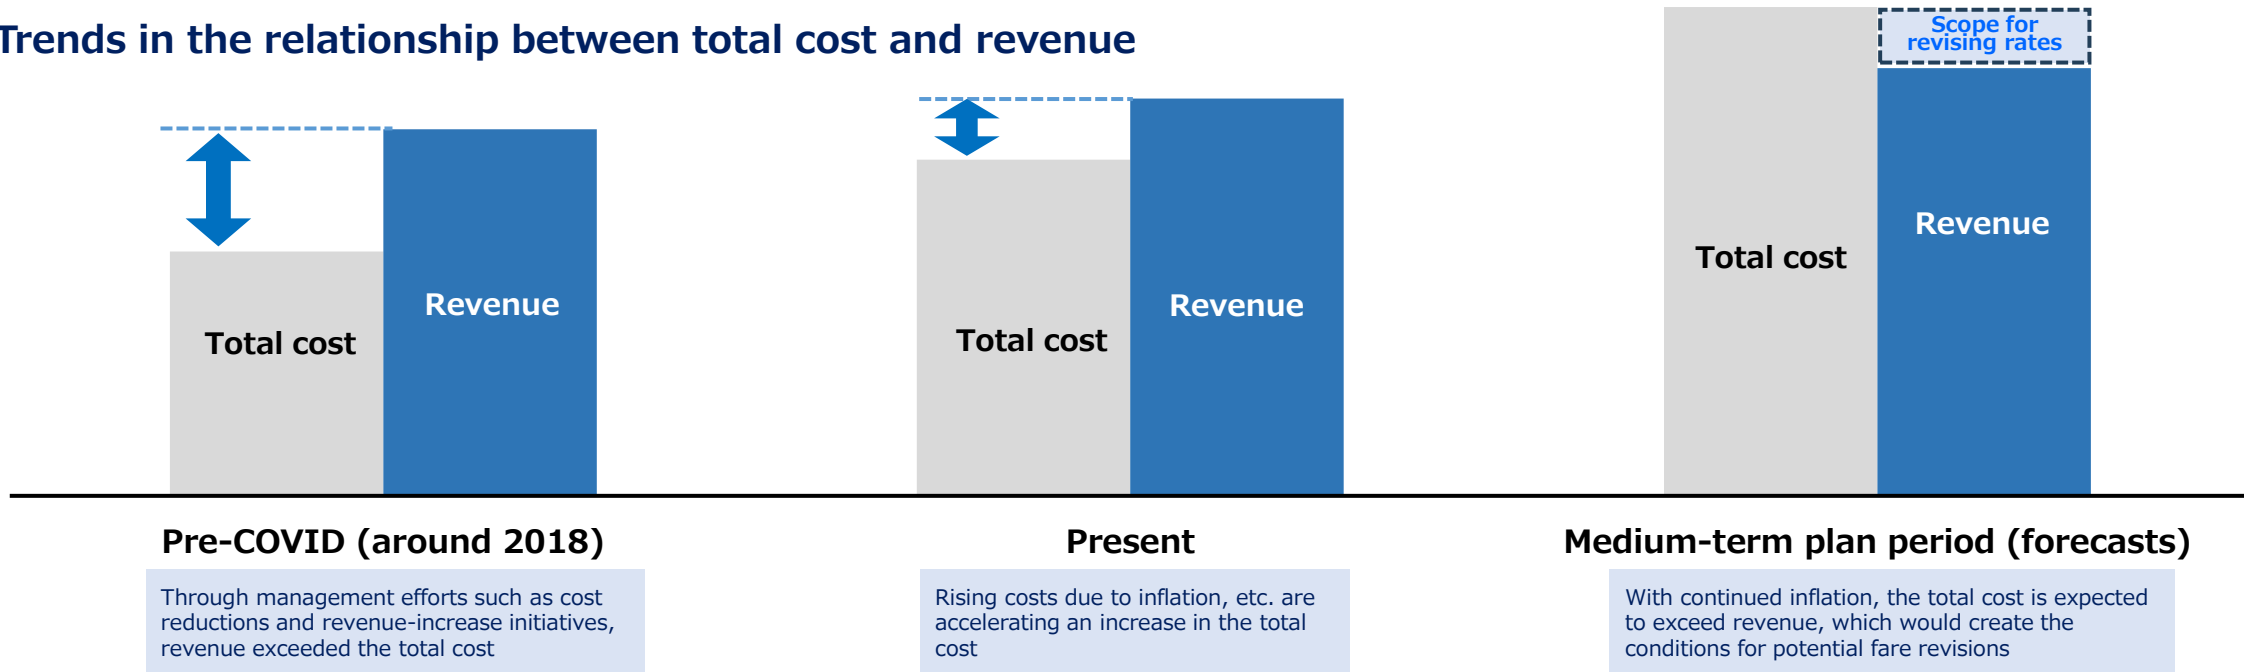 Trends in the relationship between total cost and revenue
Total cost
Revenue
Pre-COVID (around 2018)
Through management efforts such as cost
reductions and revenue-increase initiatives,
revenue exceeded the total cost
Total cost
Revenue
Present
Rising costs due to inflation, etc. are
accelerating an increase in the total
cost
Scope for
revising rates
Total cost
Revenue
Medium-term plan period (forecasts)
With continued inflation, the total cost is expected
to exceed revenue, which would create the
conditions for potential fare revisions